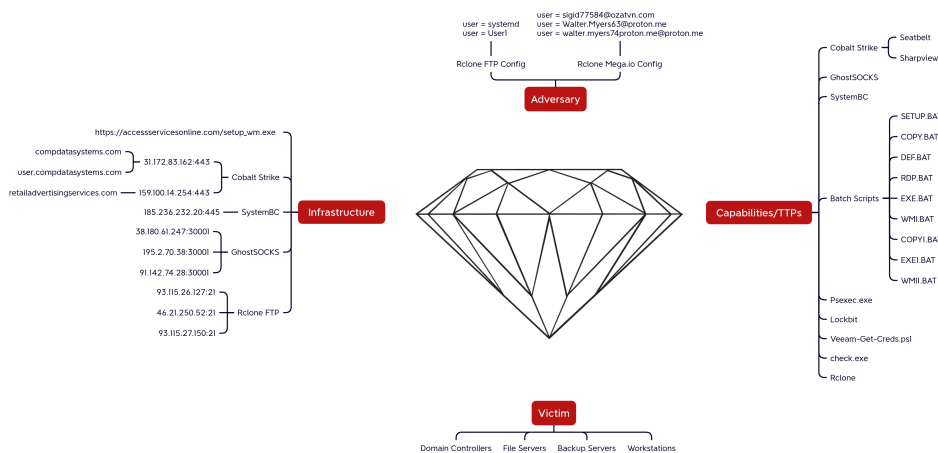 user = systemd
user = User1
user = sigid77584@ozatvn.com
user = Walter.Myers63@proton.me
user = walter.myers74proton.me@proton.me
Rclone FTP Config
Rclone Mega.io Config
Adversary
https://accessservicesonline.com/setup_wm.exe
compdatasystems.com
user.compdatasystems.com
31.172.83.162:443
retailadvertisingservices.com
159.100.14.254:443
Cobalt Strike
185.236.232.20:445
SystemBC
38.180.61.247:30001
195.2.70.38:30001
91.142.74.28:30001
GhostSOCKS
93.115.26.127:21
46.21.250.52:21
93.115.27.150:21
Rclone FTP
Infrastructure
Capabilities/TTPs
Cobalt Strike
Seatbelt
Sharpview
GhostSOCKS
SystemBC
Batch Scripts
SETUP.BAT
COPY.BAT
DEF.BAT
RDP.BAT
EXE.BAT
WMI.BAT
COPY1.BAT
EXE1.BAT
WMI1.BAT
Psexec.exe
Lockbit
Veeam-Get-Creds.ps1
check.exe
Rclone
Victim
Domain Controllers
File Servers
Backup Servers
Workstations